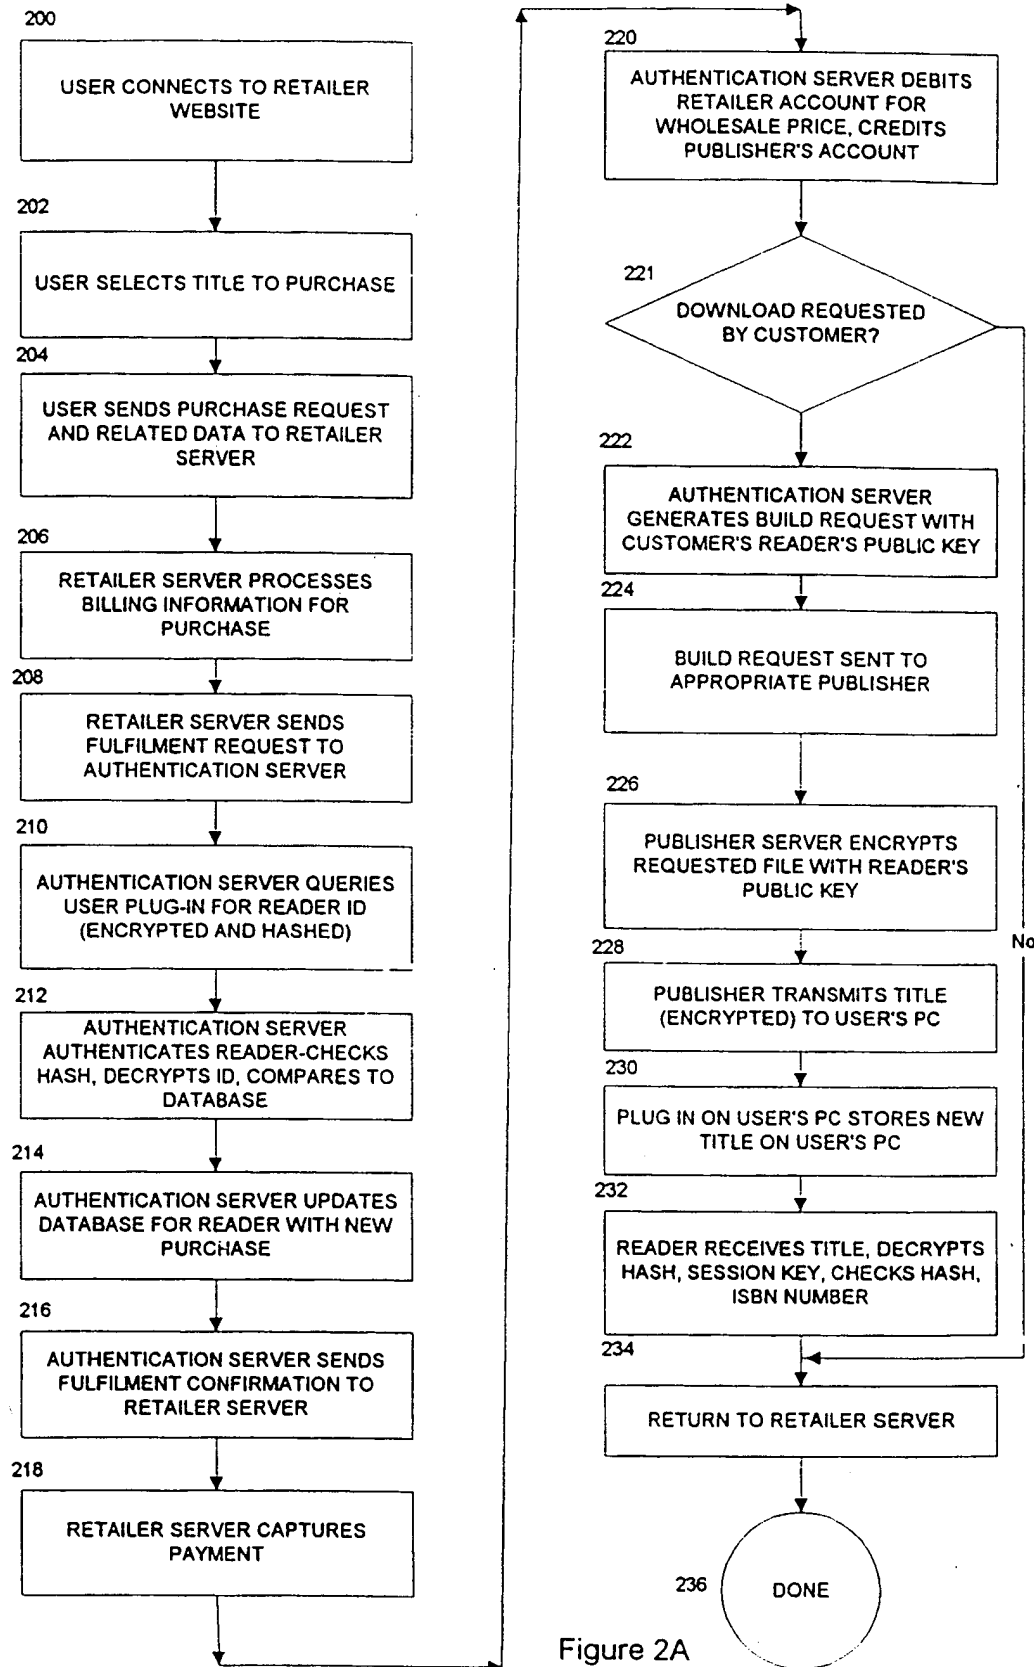 200
USER CONNECTS TO RETAILER
WEBSITE
202
USER SELECTS TITLE TO PURCHASE
204
USER SENDS PURCHASE REQUEST
AND RELATED DATA TO RETAILER
SERVER
206
RETAILER SERVER PROCESSES
BILLING INFORMATION FOR
PURCHASE
208
RETAILER SERVER SENDS
FULFILMENT REQUEST TO
AUTHENTICATION SERVER
210
AUTHENTICATION SERVER QUERIES
USER PLUG-IN FOR READER ID
(ENCRYPTED AND HASHED)
212
AUTHENTICATION SERVER
AUTHENTICATES READER-CHECKS
HASH, DECRYPTS ID, COMPARES TO
DATABASE
214
AUTHENTICATION SERVER UPDATES
DATABASE FOR READER WITH NEW
PURCHASE
216
AUTHENTICATION SERVER SENDS
FULFILMENT CONFIRMATION TO
RETAILER SERVER
218
RETAILER SERVER CAPTURES
PAYMENT
220
AUTHENTICATION SERVER DEBITS
RETAILER ACCOUNT FOR
WHOLESALE PRICE, CREDITS
PUBLISHER'S ACCOUNT
221
DOWNLOAD REQUESTED
BY CUSTOMER?
222
AUTHENTICATION SERVER
GENERATES BUILD REQUEST WITH
CUSTOMER'S READER'S PUBLIC KEY
224
BUILD REQUEST SENT TO
APPROPRIATE PUBLISHER
226
PUBLISHER SERVER ENCRYPTS
REQUESTED FILE WITH READER'S
PUBLIC KEY
No
228
PUBLISHER TRANSMITS TITLE
(ENCRYPTED) TO USER'S PC
230
PLUG IN ON USER'S PC STORES NEW
TITLE ON USER'S PC
232
READER RECEIVES TITLE, DECRYPTS
HASH, SESSION KEY, CHECKS HASH,
ISBN NUMBER
234
RETURN TO RETAILER SERVER
236
DONE
Figure 2A